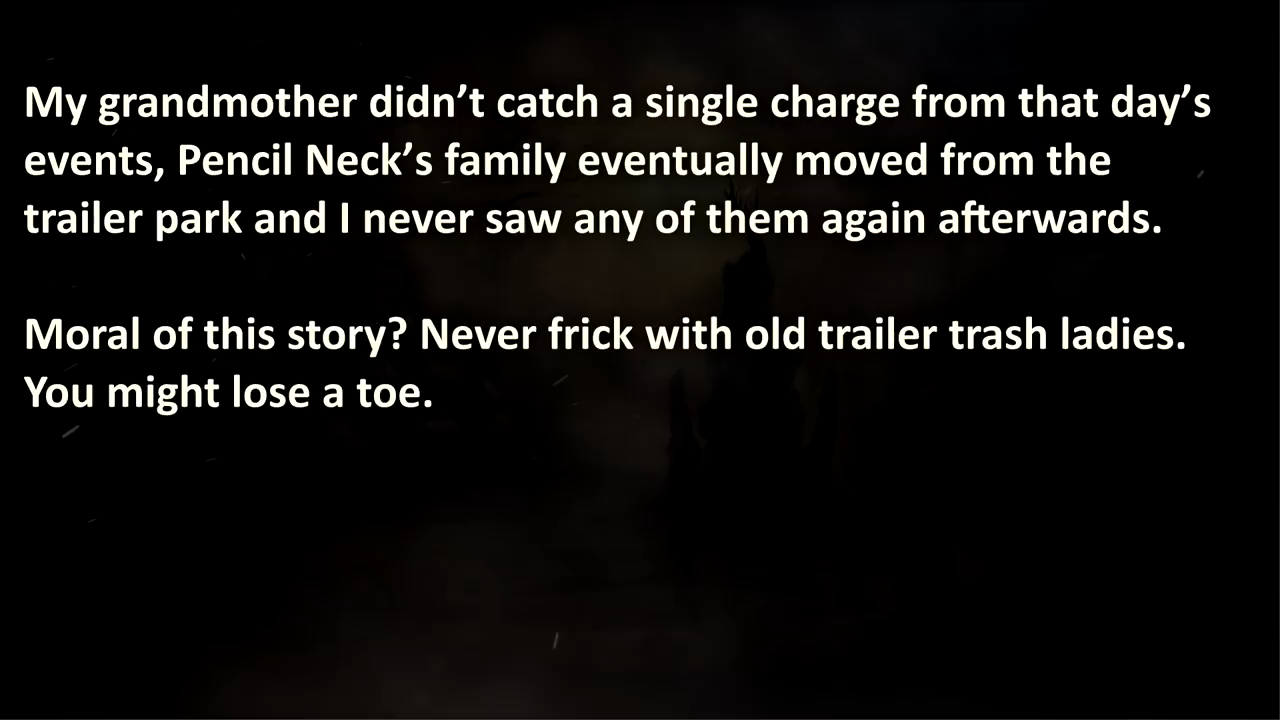 My grandmother didn’t catch a single charge from that day’s
events, Pencil Neck’s family eventually moved from the
trailer park and I never saw any of them again afterwards.
Moral of this story? Never frick with old trailer trash ladies.
You might lose a toe.